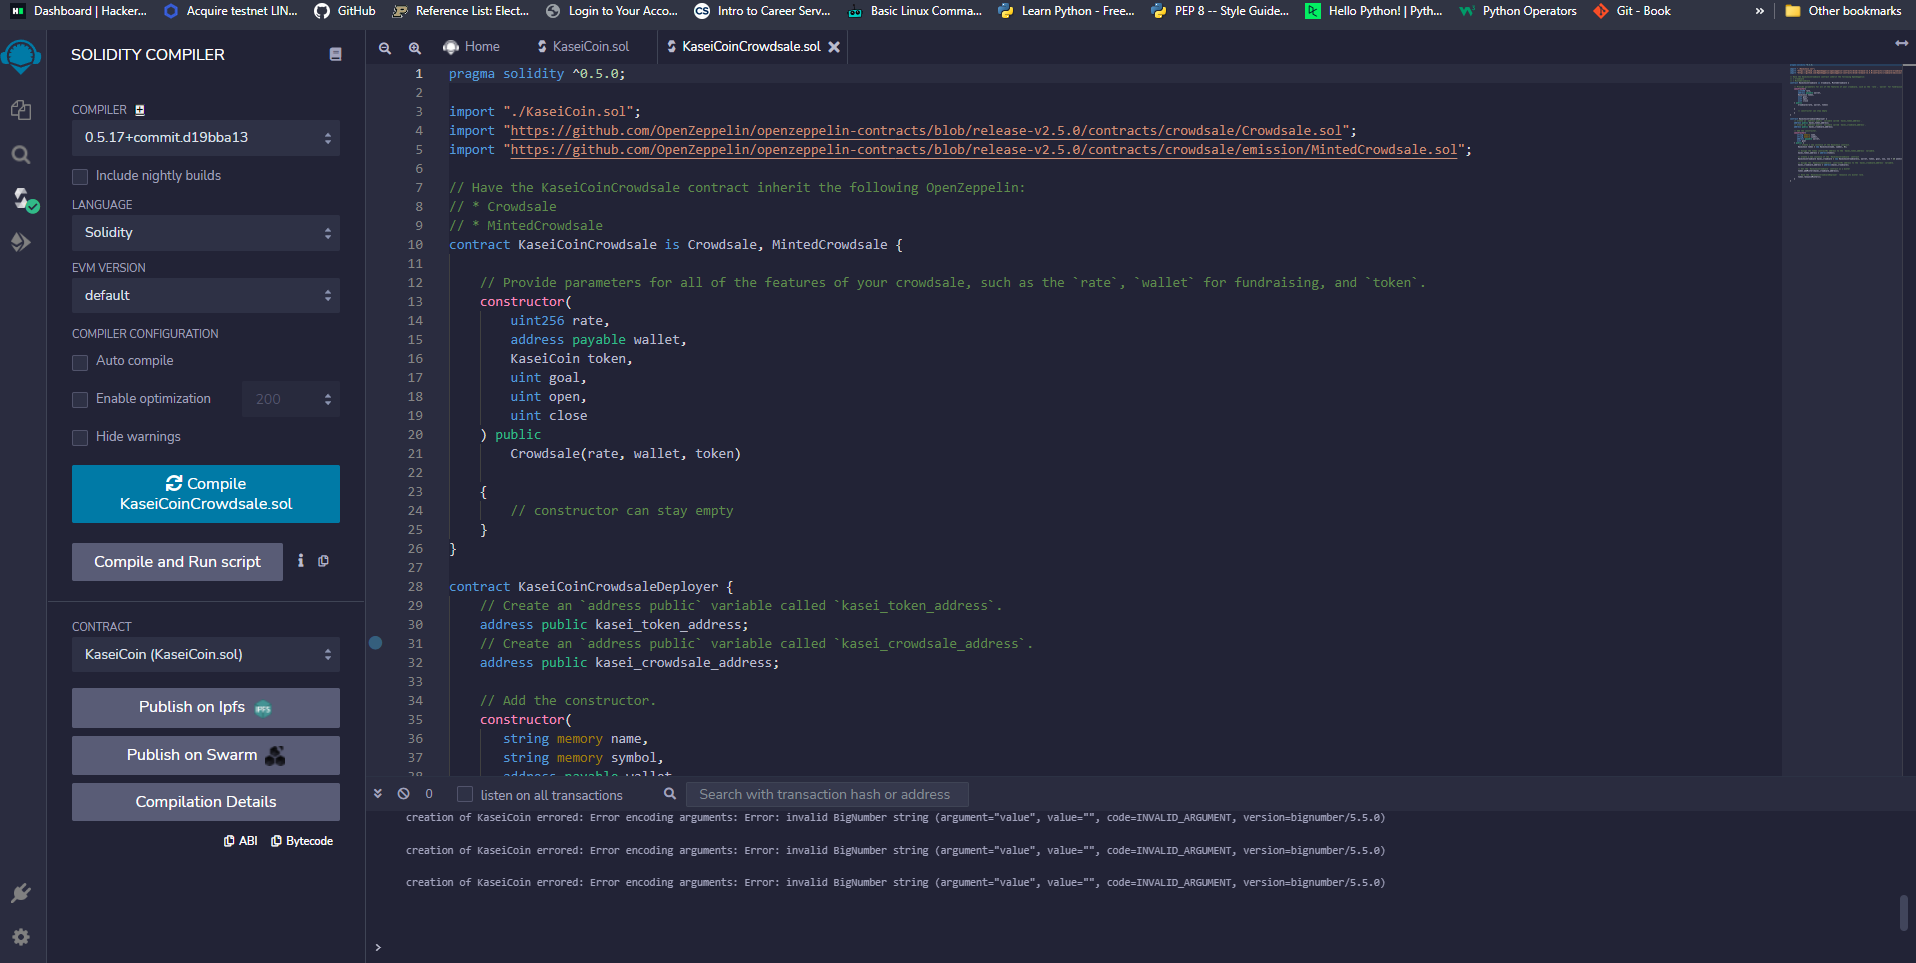 Dashboard | Hacker... Acquire testnet LIN... GitHub Reference List: Elect... Login to Your Acco... Intro to Career Serv... Basic Linux Comma... Learn Python - Free... PEP 8 -- Style Guide... Hello Python! | Pyth... Python Operators Git - Book » Other bookmarks
SOLIDITY COMPILER
COMPILER
0.5.17+commit.d19bba13
Include nightly builds
LANGUAGE
Solidity
EVM VERSION
default
COMPILER CONFIGURATION
Auto compile
Enable optimization 200
Hide warnings
Compile
KaseiCoinCrowdsale.sol
Compile and Run script
CONTRACT
KaseiCoin (KaseiCoin.sol)
Publish on Ipfs
Publish on Swarm
Compilation Details
ABI Bytecode
Home KaseiCoin.sol KaseiCoinCrowdsale.sol
1 pragma solidity ^0.5.0;
2
3 import "./KaseiCoin.sol";
4 import "https://github.com/OpenZeppelin/openzeppelin-contracts/blob/release-v2.5.0/contracts/crowdsale/Crowdsale.sol";
5 import "https://github.com/OpenZeppelin/openzeppelin-contracts/blob/release-v2.5.0/contracts/crowdsale/emission/MintedCrowdsale.sol";
6
7 // Have the KaseiCoinCrowdsale contract inherit the following OpenZeppelin:
8 // * Crowdsale
9 // * MintedCrowdsale
10 contract KaseiCoinCrowdsale is Crowdsale, MintedCrowdsale {
11
12 // Provide parameters for all of the features of your crowdsale, such as the `rate`, `wallet` for fundraising, and `token`.
13 constructor(
14 uint256 rate,
15 address payable wallet,
16 KaseiCoin token,
17 uint goal,
18 uint open,
19 uint close
20 ) public
21 Crowdsale(rate, wallet, token)
22
23 {
24 // constructor can stay empty
25 }
26 }
27
28 contract KaseiCoinCrowdsaleDeployer {
29 // Create an `address public` variable called `kasei_token_address`.
30 address public kasei_token_address;
31 // Create an `address public` variable called `kasei_crowdsale_address`.
32 address public kasei_crowdsale_address;
33
34 // Add the constructor.
35 constructor(
36 string memory name,
37 string memory symbol,
38 address payable wallet
0 listen on all transactions Search with transaction hash or address
creation of KaseiCoin errored: Error encoding arguments: Error: invalid BigNumber string (argument="value", value="", code=INVALID_ARGUMENT, version=bignumber/5.5.0)
creation of KaseiCoin errored: Error encoding arguments: Error: invalid BigNumber string (argument="value", value="", code=INVALID_ARGUMENT, version=bignumber/5.5.0)
creation of KaseiCoin errored: Error encoding arguments: Error: invalid BigNumber string (argument="value", value="", code=INVALID_ARGUMENT, version=bignumber/5.5.0)
>